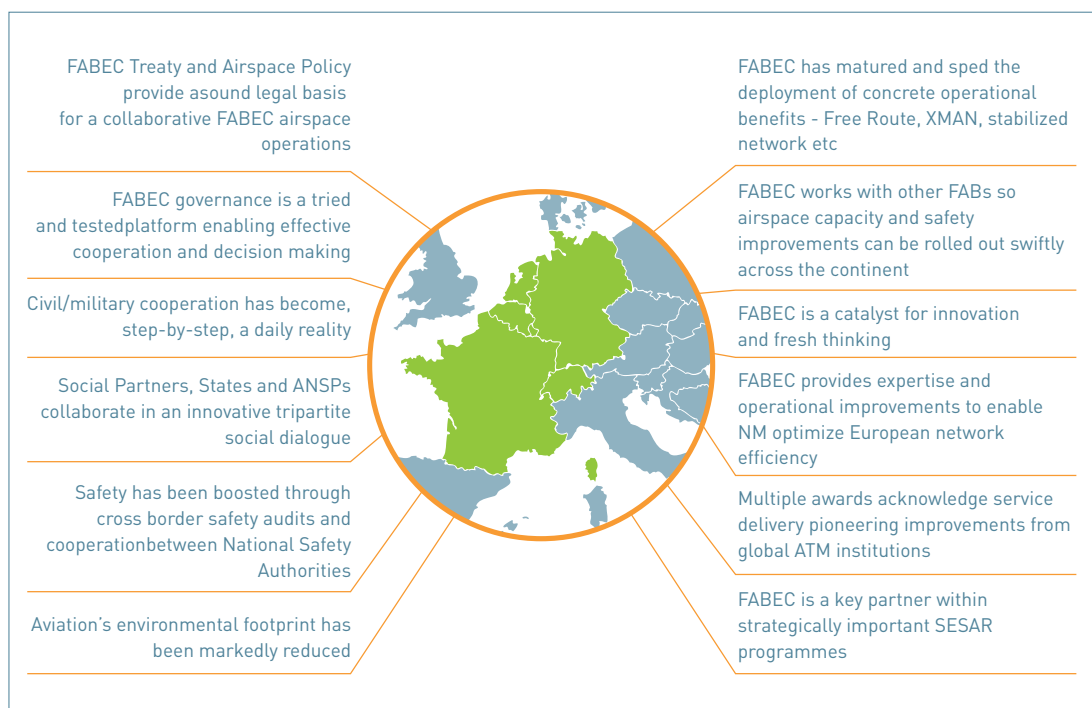 FABEC Treaty and Airspace Policy
provide asound legal basis
for a collaborative FABEC airspace
operations
FABEC governance is a tried
and testedplatform enabling effective
cooperation and decision making
Civil/military cooperation has become,
step-by-step, a daily reality
Social Partners, States and ANSPs
collaborate in an innovative tripartite
social dialogue
Safety has been boosted through
cross border safety audits and
cooperationbetween National Safety
Authorities
Aviation's environmental footprint has
been markedly reduced
FABEC has matured and sped the
deployment of concrete operational
benefits - Free Route, XMAN, stabilized
network etc
FABEC works with other FABs so
airspace capacity and safety
improvements can be rolled out swiftly
across the continent
FABEC is a catalyst for innovation
and fresh thinking
FABEC provides expertise and
operational improvements to enable
NM optimize European network
efficiency
Multiple awards acknowledge service
delivery pioneering improvements from
global ATM institutions
FABEC is a key partner within
strategically important SESAR
programmes